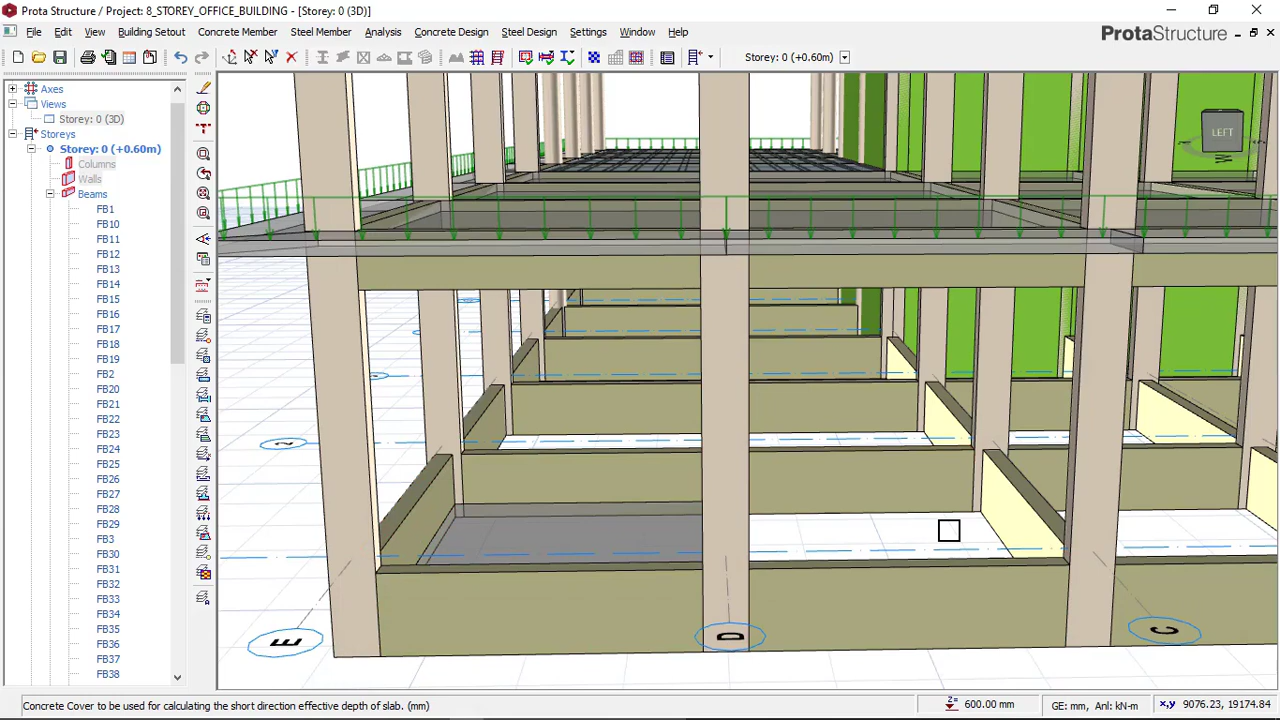 Prota Structure / Project: 8_STOREY_OFFICE_BUILDING - [Storey: 0 (3D)]
File Edit View Building Setout Concrete Member Steel Member Analysis Concrete Design Steel Design Settings Window Help
ProtaStructure
Storey: 0 (+0.60m)
Axes
Views
Storey: 0 (3D)
Storeys
Storey: 0 (+0.60m)
Columns
Walls
Beams
FB1
FB10
FB11
FB12
FB13
FB14
FB15
FB16
FB17
FB18
FB19
FB2
FB20
FB21
FB22
FB23
FB24
FB25
FB26
FB27
FB28
FB29
FB3
FB30
FB31
FB32
FB33
FB34
FB35
FB36
FB37
FB38
LEFT
2
E
D
C
Concrete Cover to be used for calculating the short direction effective depth of slab. (mm)
Z= 600.00 mm
GE: mm, Anl: kN-m
x,y 9076.23, 19174.84